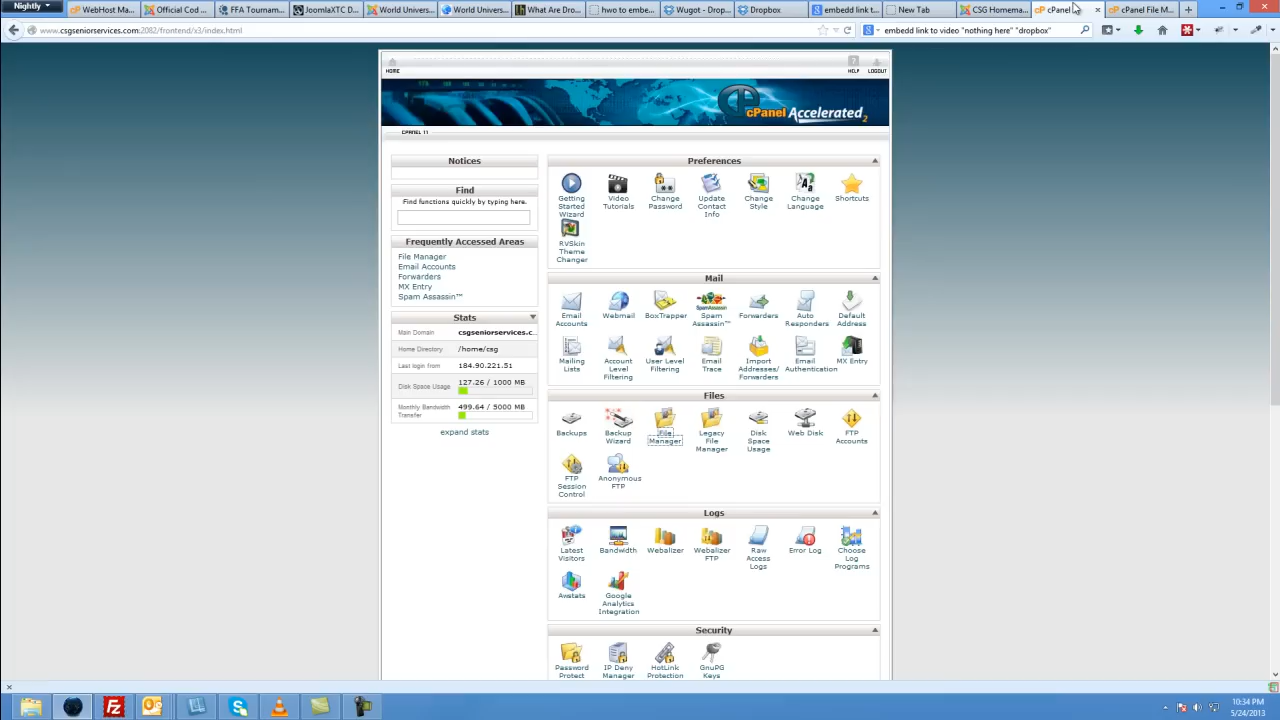 Nightly
WebHost Ma...
Official Cod ...
FFA Tournam...
JoomlaXTC D...
World Univers...
World Univers...
What Are Dro...
hwo to embe...
Wugot - Dro...
Dropbox
embedd link t...
New Tab
CSG Homema...
cPanel
cPanel File M...
www.csgseniorservices.com:2082/frontend/x3/index.html
embedd link to video "nothing here" "dropbox"
HOME
HELP
LOGOUT
cPanel Accelerated2
CPANEL 11
Notices
Find
Find functions quickly by typing here.
Frequently Accessed Areas
File Manager
Email Accounts
Forwarders
MX Entry
Spam Assassin™
Stats
Main Domain csgseniorservices.c...
Home Directory /home/csg
Last login from 184.90.221.51
Disk Space Usage 127.26 / 1000 MB
Monthly Bandwidth Transfer 499.64 / 5000 MB
expand stats
Preferences
Getting Started Wizard
Video Tutorials
Change Password
Update Contact Info
Change Style
Change Language
Shortcuts
RVSkin Theme Changer
Mail
Email Accounts
Webmail
BoxTrapper
Spam Assassin™
Forwarders
Auto Responders
Default Address
Mailing Lists
Account Level Filtering
User Level Filtering
Email Trace
Import Addresses/ Forwarders
Email Authentication
MX Entry
Files
Backups
Backup Wizard
File Manager
Legacy File Manager
Disk Space Usage
Web Disk
FTP Accounts
FTP Session Control
Anonymous FTP
Logs
Latest Visitors
Bandwidth
Webalizer
Webalizer FTP
Raw Access Logs
Error Log
Choose Log Programs
Awstats
Google Analytics Integration
Security
Password Protect
IP Deny Manager
HotLink Protection
GnuPG Keys
10:34 PM
5/24/2013